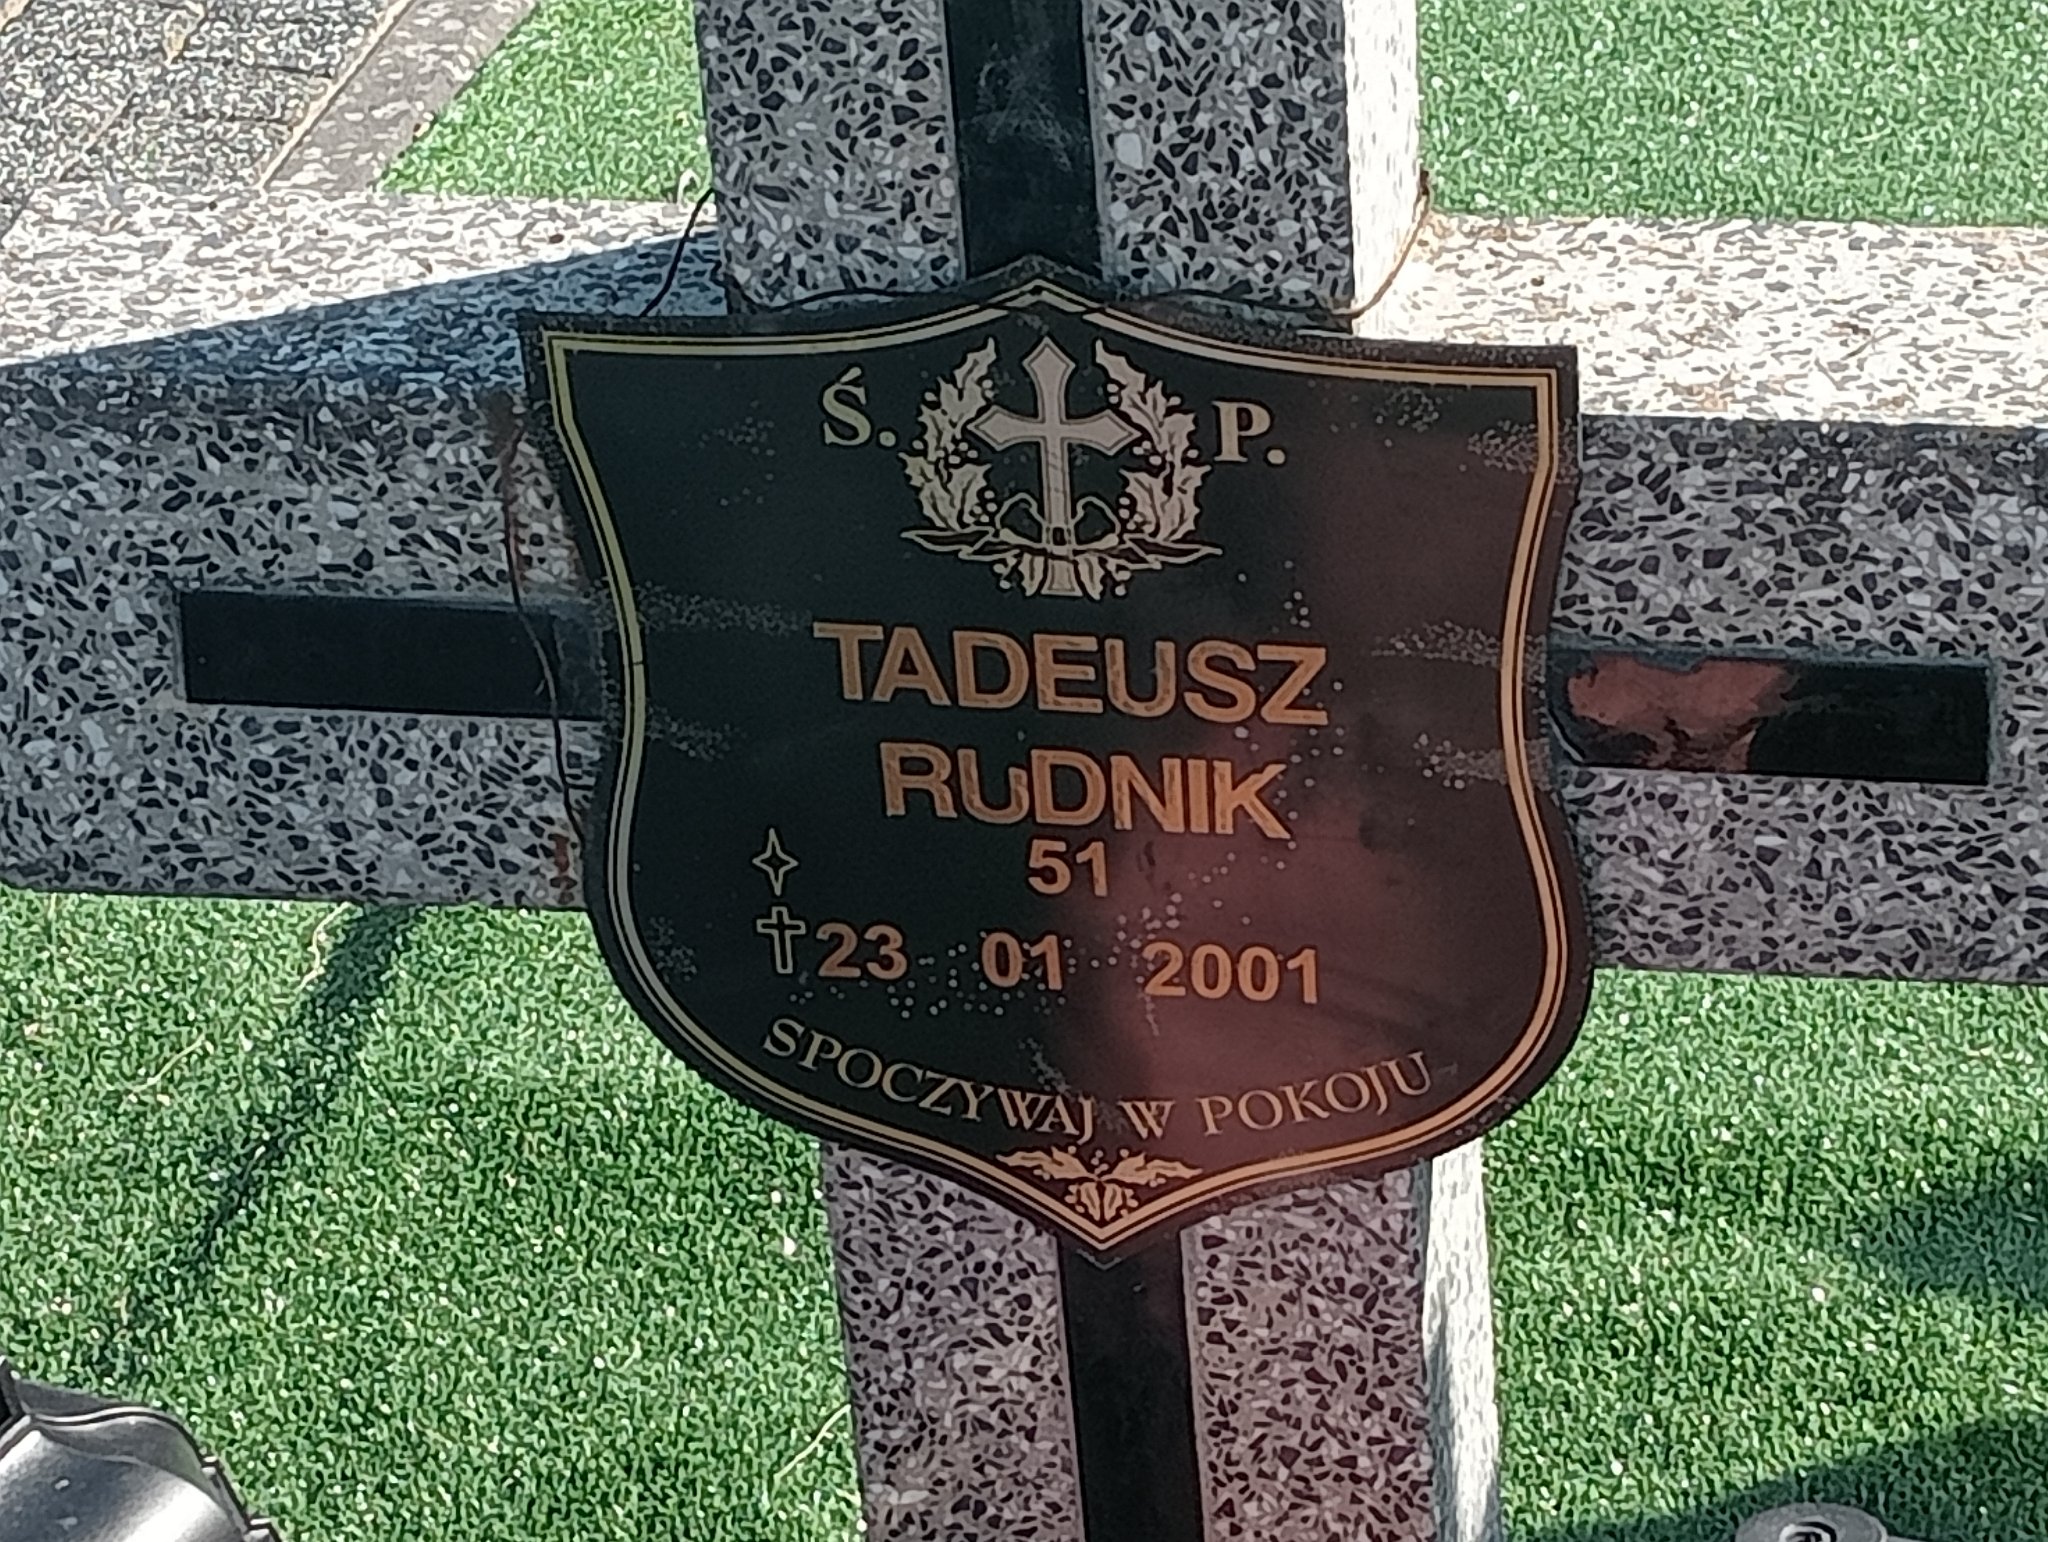 Ś. P.
TADEUSZ
RUDNIK
51
23 01 2001
SPOCZYWAJ W POKOJU